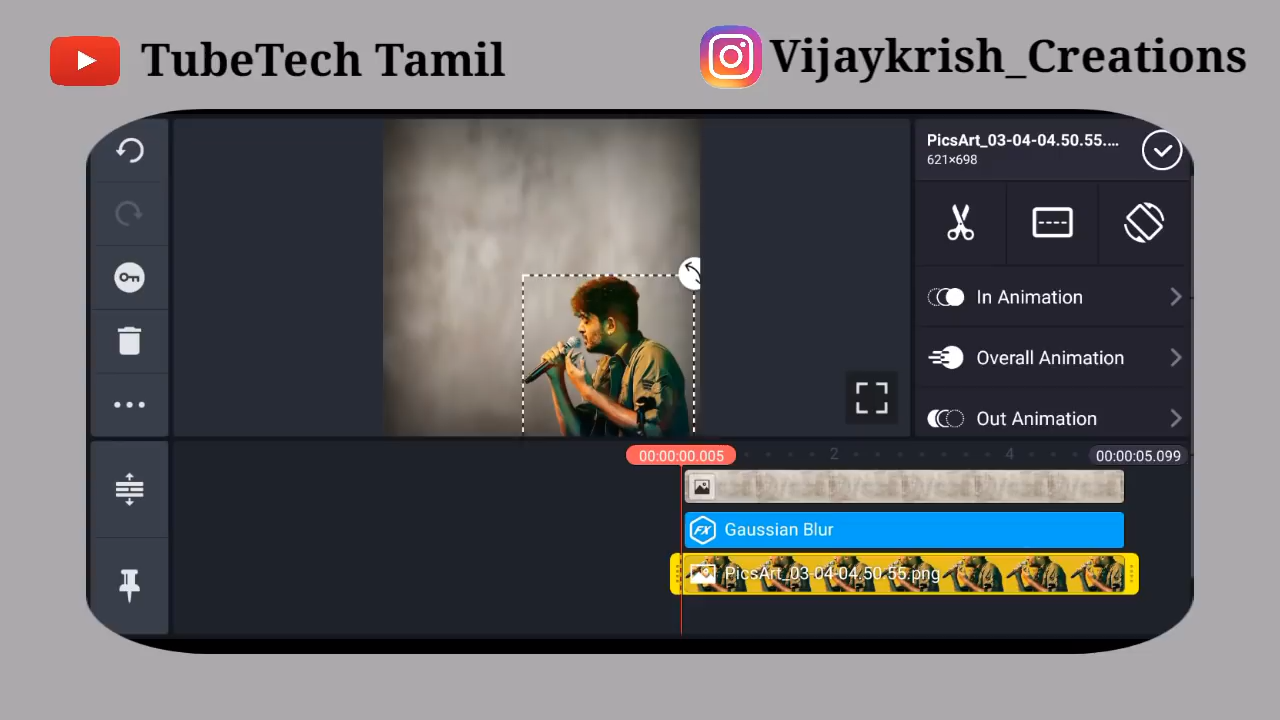 TubeTech Tamil
Vijaykrish_Creations
PicsArt_03-04-04.50.55....
621×698
In Animation
Overall Animation
Out Animation
00:00:00.005
2
4
00:00:05.099
FX Gaussian Blur
PicsArt_03-04-04.50.55.png